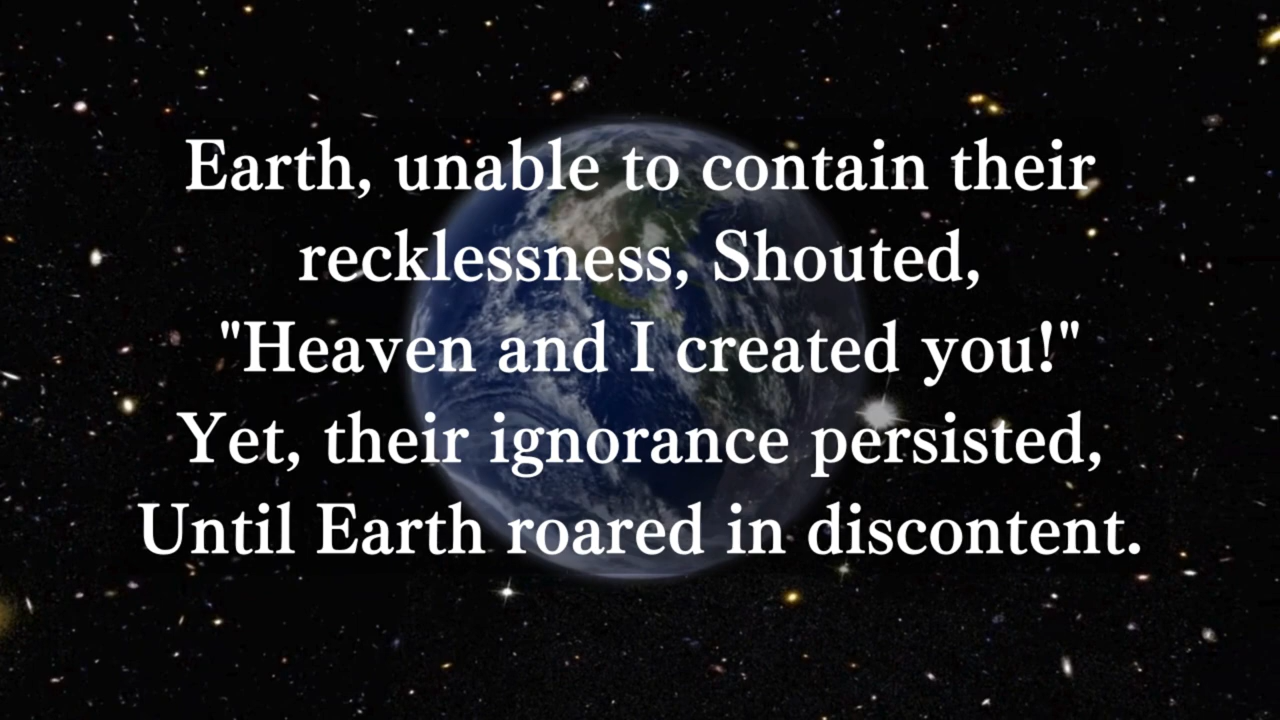 Earth, unable to contain their
recklessness, Shouted,
"Heaven and I created you!"
Yet, their ignorance persisted,
Until Earth roared in discontent.